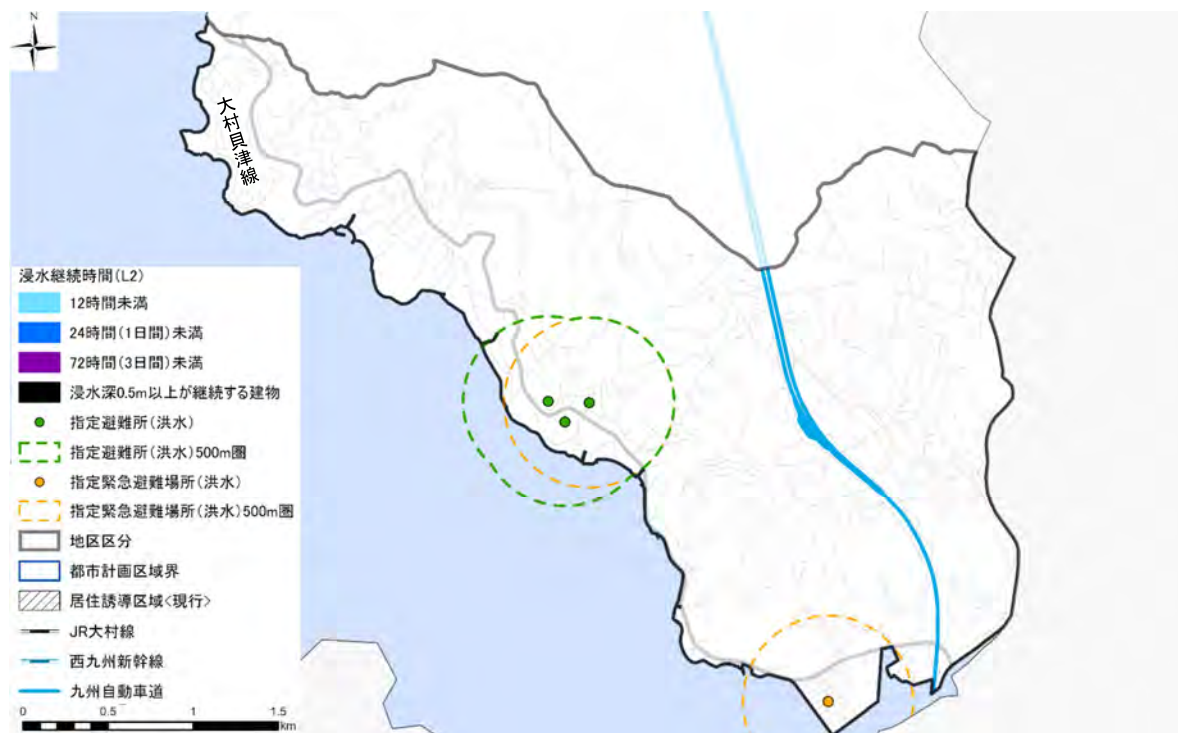 N
大村貝津線
浸水継続時間(L2)
12時間未満
24時間(1日間)未満
72時間(3日間)未満
浸水深0.5m以上が継続する建物
指定避難所(洪水)
指定避難所(洪水)500m圏
指定緊急避難場所(洪水)
指定緊急避難場所(洪水)500m圏
地区区分
都市計画区域界
居住誘導区域<現行>
JR大村線
西九州新幹線
九州自動車道
0 0.5 1 1.5
km